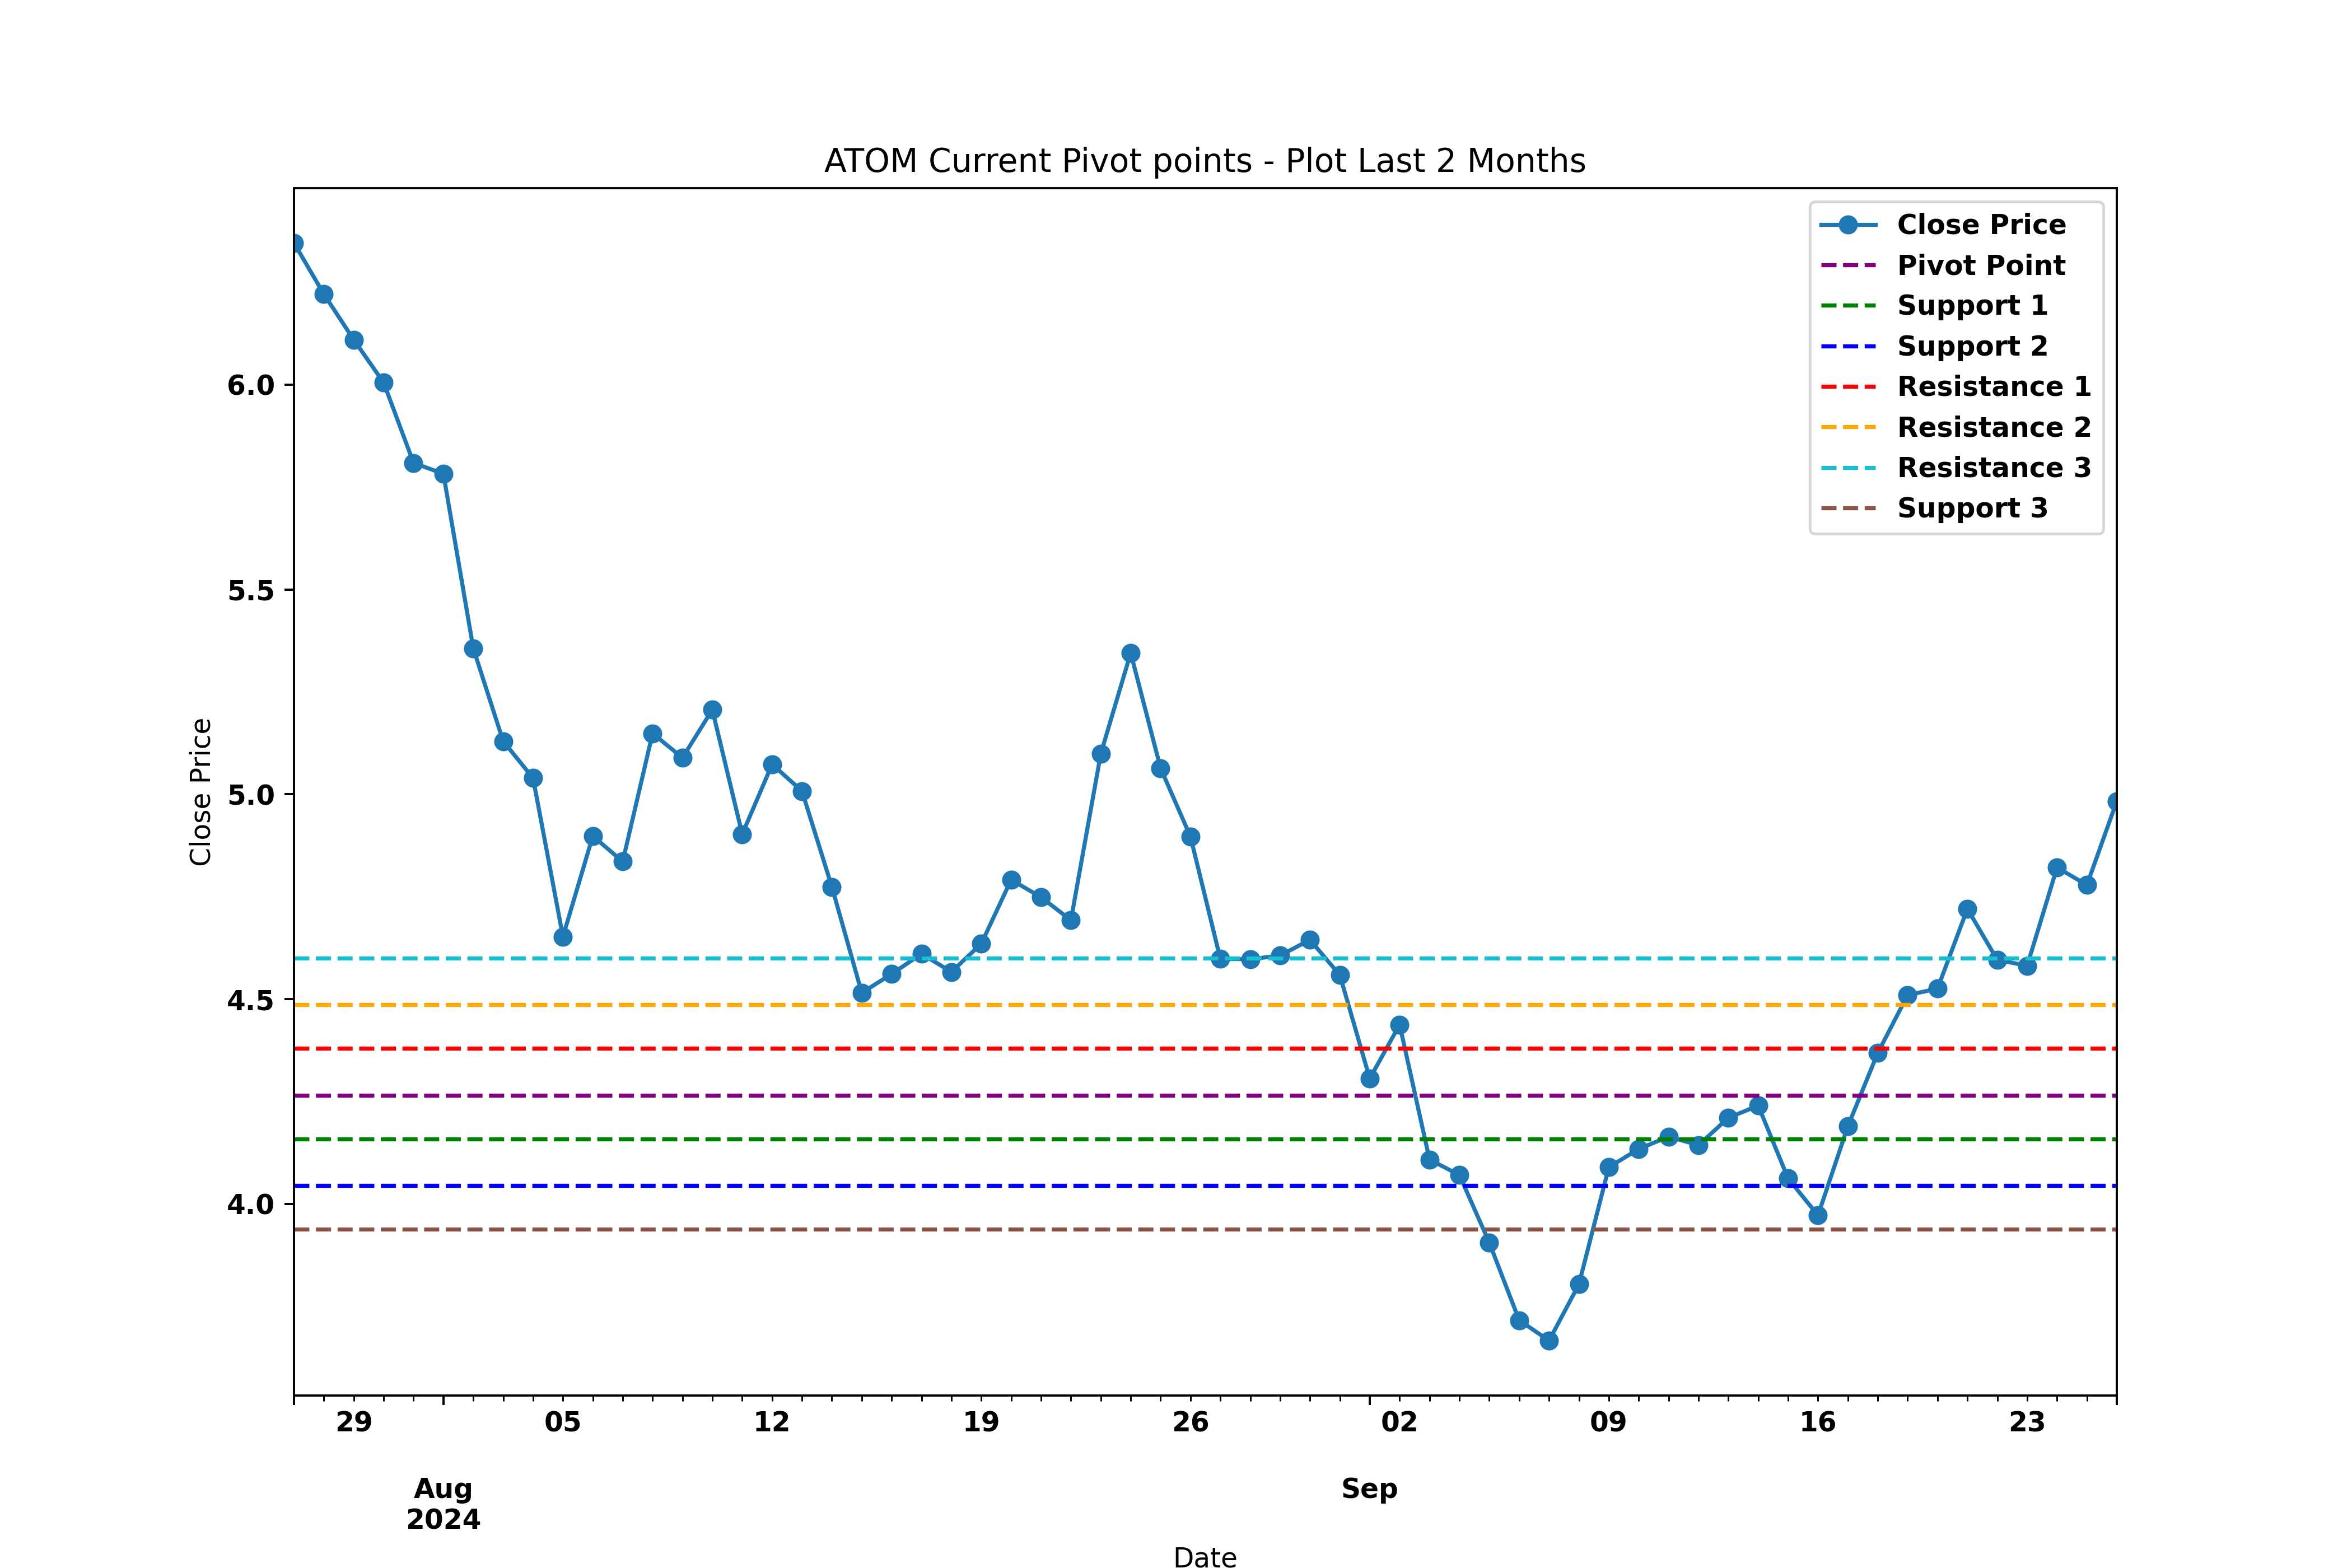 ATOM Current Pivot points - Plot Last 2 Months
Close Price
Pivot Point
Support 1
Support 2
Resistance 1
Resistance 2
Resistance 3
Support 3
Close Price
6.0
5.5
5.0
4.5
4.0
29 05 12 19 26 02 09 16 23
Aug Sep
2024
Date